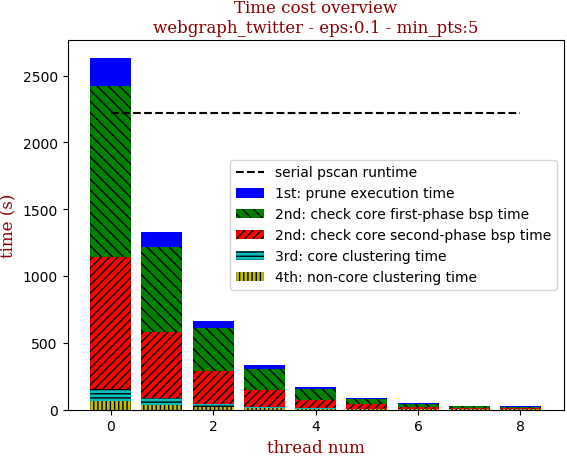 Time cost overview
webgraph_twitter - eps:0.1 - min_pts:5
time (s)
2500
2000
1500
1000
500
0
serial pscan runtime
1st: prune execution time
2nd: check core first-phase bsp time
2nd: check core second-phase bsp time
3rd: core clustering time
4th: non-core clustering time
0 2 4 6 8
thread num